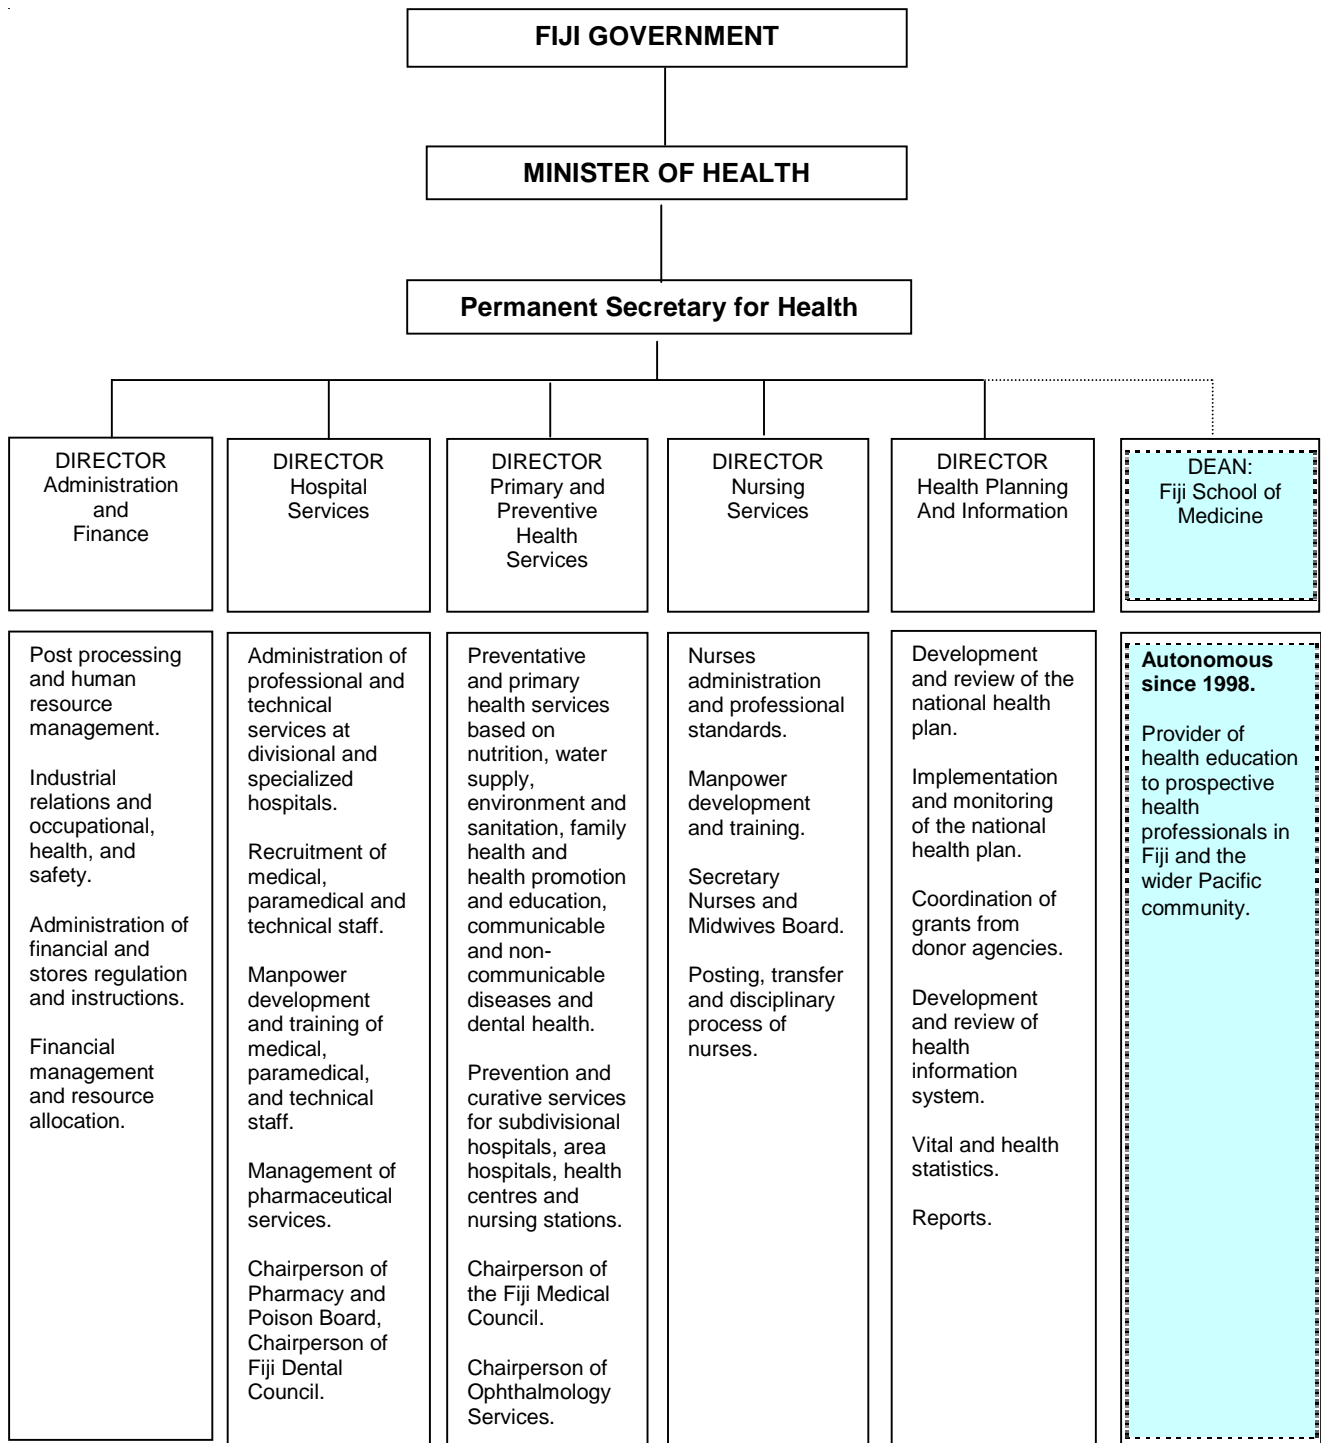 FIJI GOVERNMENT
MINISTER OF HEALTH
Permanent Secretary for Health
DIRECTOR
Administration
and
Finance
DIRECTOR
Hospital
Services
DIRECTOR
Primary and
Preventive
Health
Services
DIRECTOR
Nursing
Services
DIRECTOR
Health Planning
And Information
DEAN:
Fiji School of
Medicine
Post processing
and human
resource
management.
Industrial
relations and
occupational,
health, and
safety.
Administration of
financial and
stores regulation
and instructions.
Financial
management
and resource
allocation.
Administration of
professional and
technical
services at
divisional and
specialized
hospitals.
Recruitment of
medical,
paramedical and
technical staff.
Manpower
development
and training of
medical,
paramedical,
and technical
staff.
Management of
pharmaceutical
services.
Chairperson of
Pharmacy and
Poison Board,
Chairperson of
Fiji Dental
Council.
Preventative
and primary
health services
based on
nutrition, water
supply,
environment and
sanitation, family
health and
health promotion
and education,
communicable
and non-
communicable
diseases and
dental health.
Prevention and
curative services
for subdivisional
hospitals, area
hospitals, health
centres and
nursing stations.
Chairperson of
the Fiji Medical
Council.
Chairperson of
Ophthalmology
Services.
Nurses
administration
and professional
standards.
Manpower
development
and training.
Secretary
Nurses and
Midwives Board.
Posting, transfer
and disciplinary
process of
nurses.
Development
and review of the
national health
plan.
Implementation
and monitoring
of the national
health plan.
Coordination of
grants from
donor agencies.
Development
and review of
health
information
system.
Vital and health
statistics.
Reports.
Autonomous
since 1998.
Provider of
health education
to prospective
health
professionals in
Fiji and the
wider Pacific
community.